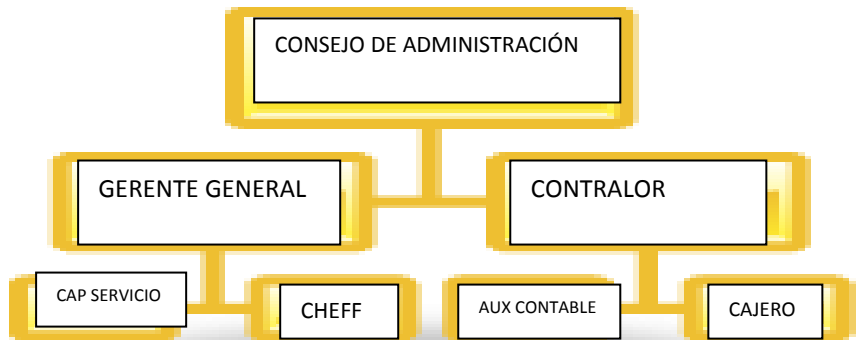 CONSEJO DE ADMINISTRACIÓN
GERENTE GENERAL
CONTRALOR
CAP SERVICIO
CHEFF
AUX CONTABLE
CAJERO